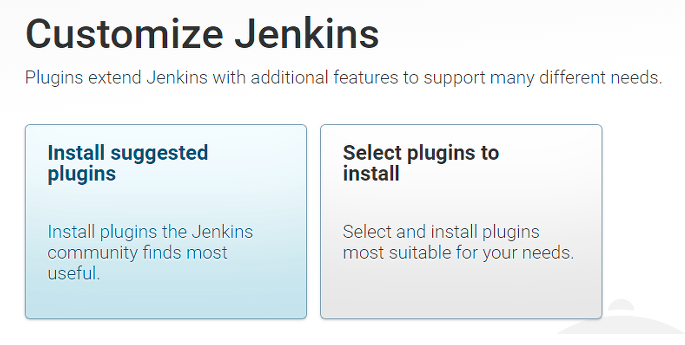 Customize Jenkins
Plugins extend Jenkins with additional features to support many different needs.
Install suggested
plugins
Install plugins the Jenkins
community finds most
useful.
Select plugins to
install
Select and install plugins
most suitable for your needs.